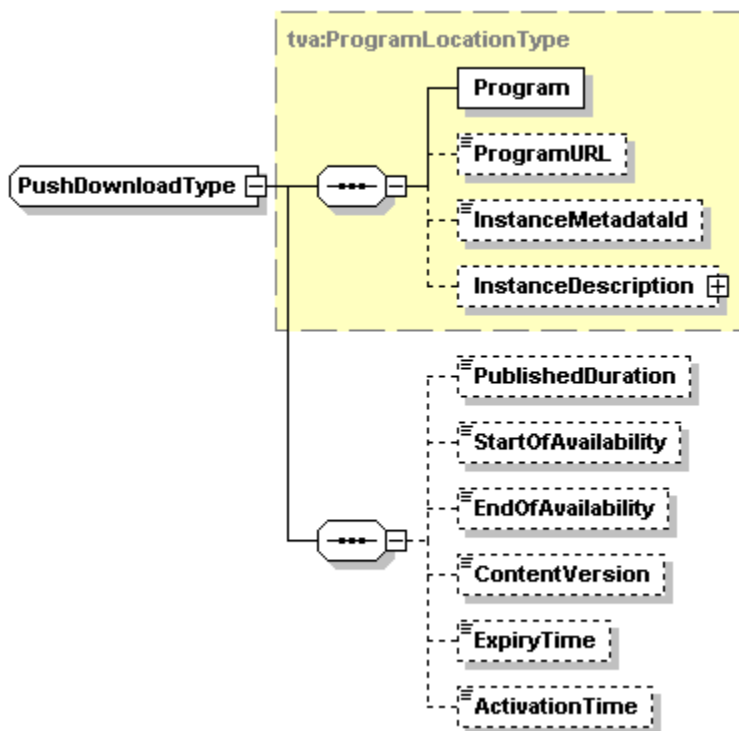 tva:ProgramLocationType
Program
ProgramURL
PushDownloadType
InstanceMetadataId
InstanceDescription
PublishedDuration
StartOfAvailability
EndOfAvailability
ContentVersion
ExpiryTime
ActivationTime